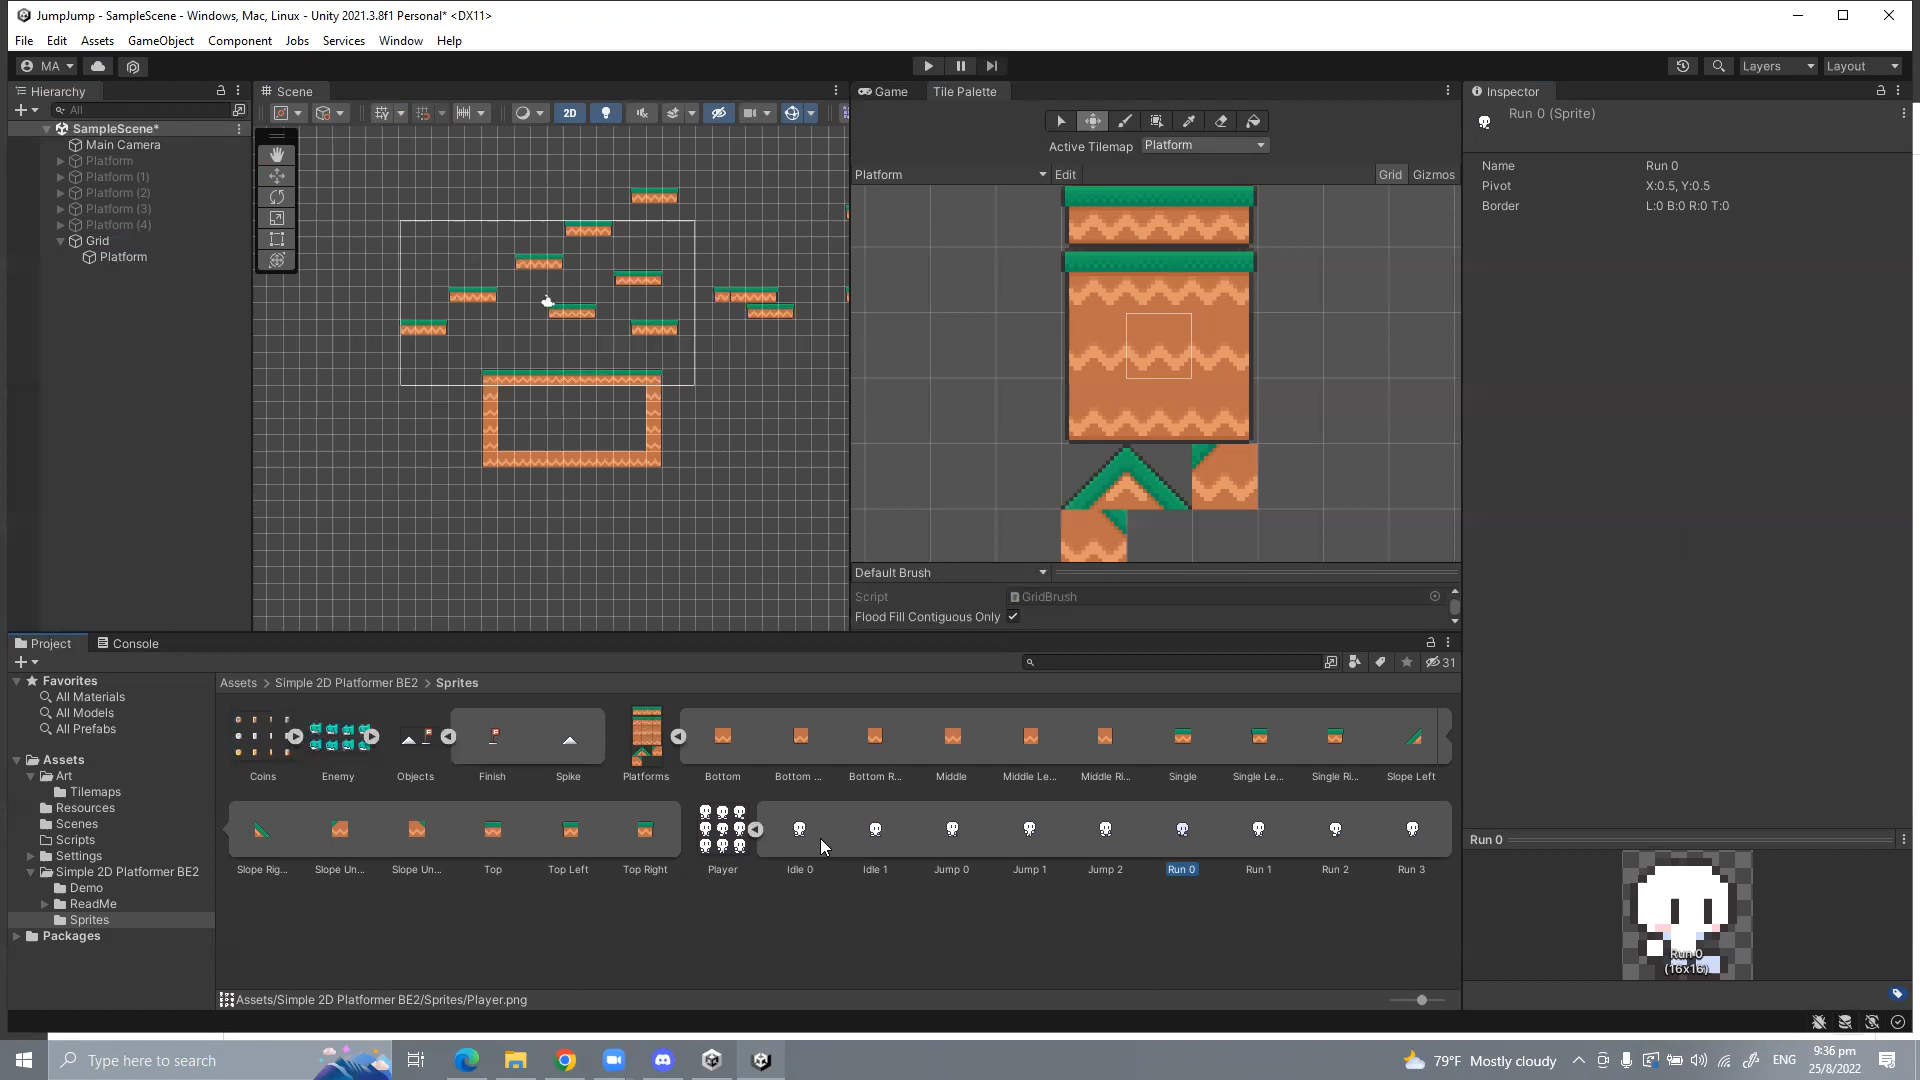 JumpJump - SampleScene - Windows, Mac, Linux - Unity 2021.3.8f1 Personal* <DX11>
File Edit Assets GameObject Component Jobs Services Window Help
MA
Layers
Layout
Hierarchy
All
SampleScene*
Main Camera
Platform
Platform (1)
Platform (2)
Platform (3)
Platform (4)
Grid
Platform
Scene
2D
Game
Tile Palette
Active Tilemap Platform
Platform
Edit
Grid
Gizmos
Default Brush
Script GridBrush
Flood Fill Contiguous Only
Inspector
Run 0 (Sprite)
Name Run 0
Pivot X:0.5, Y:0.5
Border L:0 B:0 R:0 T:0
Run 0
Run 0
(16x16)
Project
Console
31
Favorites
All Materials
All Models
All Prefabs
Assets
Art
Tilemaps
Resources
Scenes
Scripts
Settings
Simple 2D Platformer BE2
Demo
ReadMe
Sprites
Packages
Assets > Simple 2D Platformer BE2 > Sprites
Coins Enemy Objects Finish Spike Platforms Bottom Bottom ... Bottom R... Middle Middle Le... Middle Ri... Single Single Le... Single Ri... Slope Left
Slope Rig... Slope Un... Slope Un... Top Top Left Top Right Player Idle 0 Idle 1 Jump 0 Jump 1 Jump 2 Run 0 Run 1 Run 2 Run 3
Assets/Simple 2D Platformer BE2/Sprites/Player.png
Type here to search
79°F Mostly cloudy
ENG
9:36 pm
25/8/2022